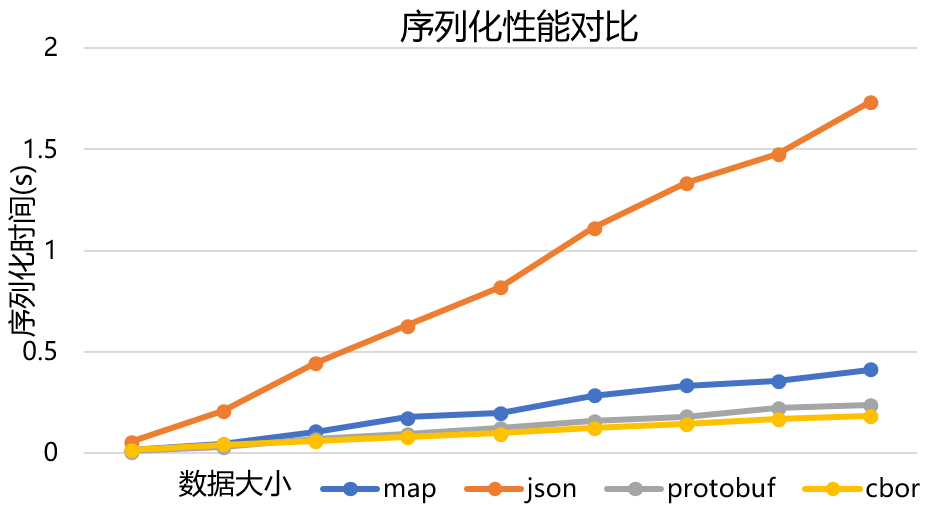 序列化性能对比
2
1.5
1
0.5
0
序列化时间(s)
数据大小
map
json
protobuf
cbor